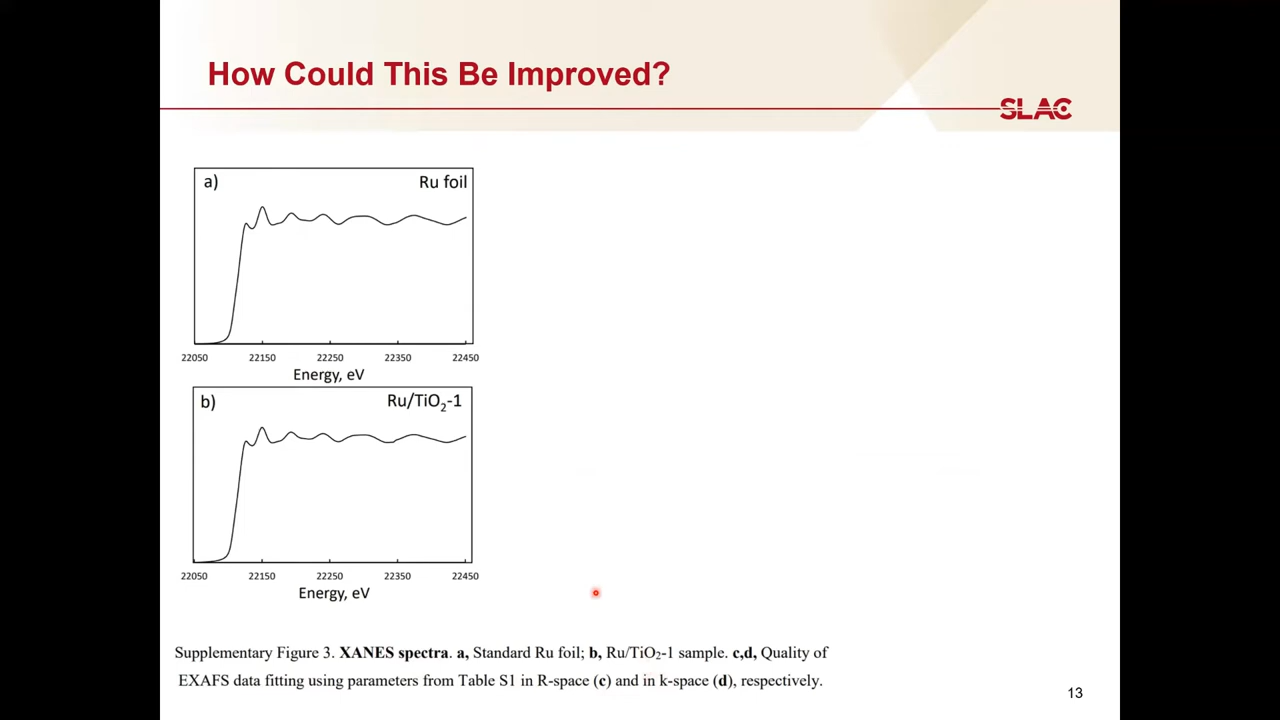 How Could This Be Improved?
SLAC
a)
Ru foil
22050 22150 22250 22350 22450
Energy, eV
b)
Ru/TiO₂-1
22050 22150 22250 22350 22450
Energy, eV
Supplementary Figure 3. XANES spectra. a, Standard Ru foil; b, Ru/TiO₂-1 sample. c,d, Quality of
EXAFS data fitting using parameters from Table S1 in R-space (c) and in k-space (d), respectively.
13